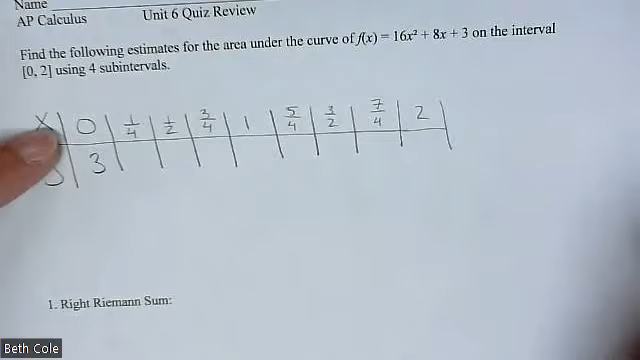 Name
AP Calculus Unit 6 Quiz Review
Find the following estimates for the area under the curve of f(x) = 16x² + 8x + 3 on the interval
[0, 2] using 4 subintervals.
X 0 1/4 1/2 3/4 1 5/4 3/2 7/4 2
3
1. Right Riemann Sum:
Beth Cole